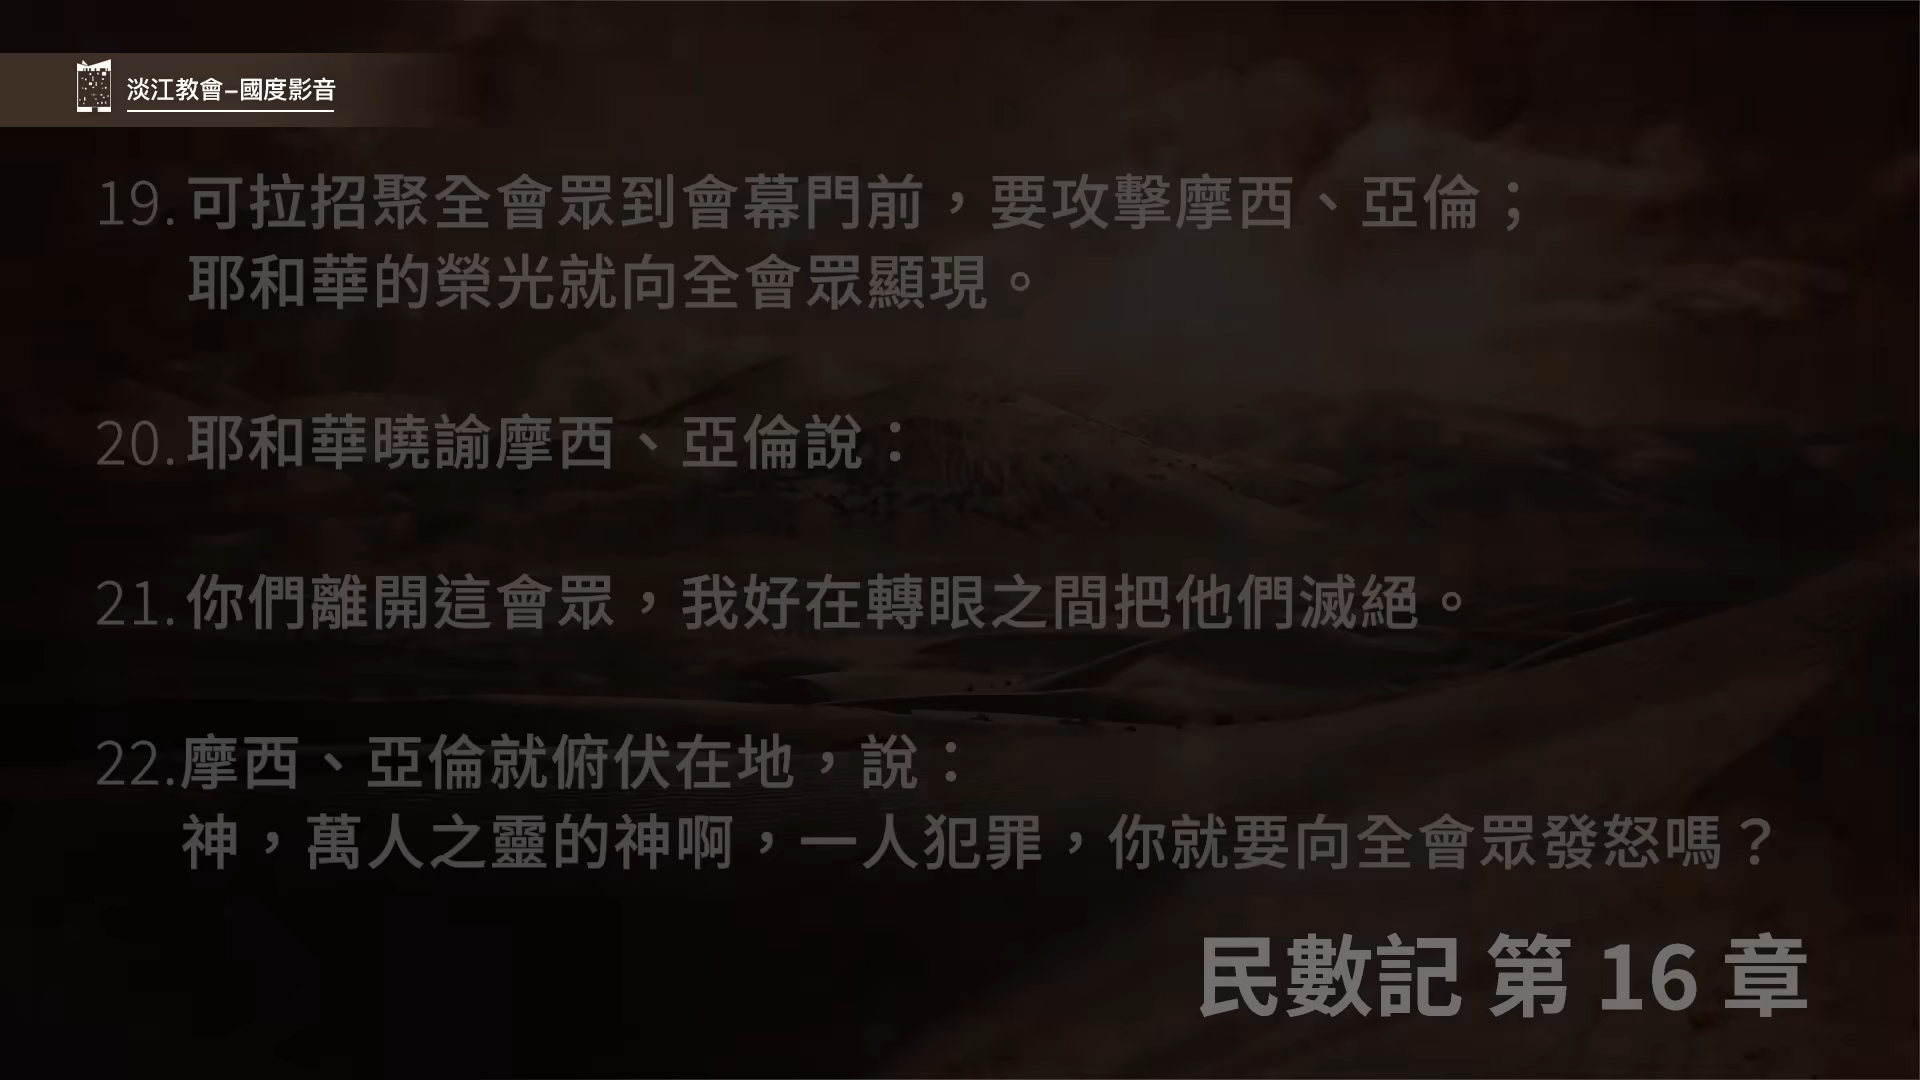 淡江教會–國度影音
19.可拉招聚全會眾到會幕門前，要攻擊摩西、亞倫；
耶和華的榮光就向全會眾顯現。
20.耶和華曉諭摩西、亞倫說：
21.你們離開這會眾，我好在轉眼之間把他們滅絕。
22.摩西、亞倫就俯伏在地，說：
神，萬人之靈的神啊，一人犯罪，你就要向全會眾發怒嗎？
民數記 第 16 章